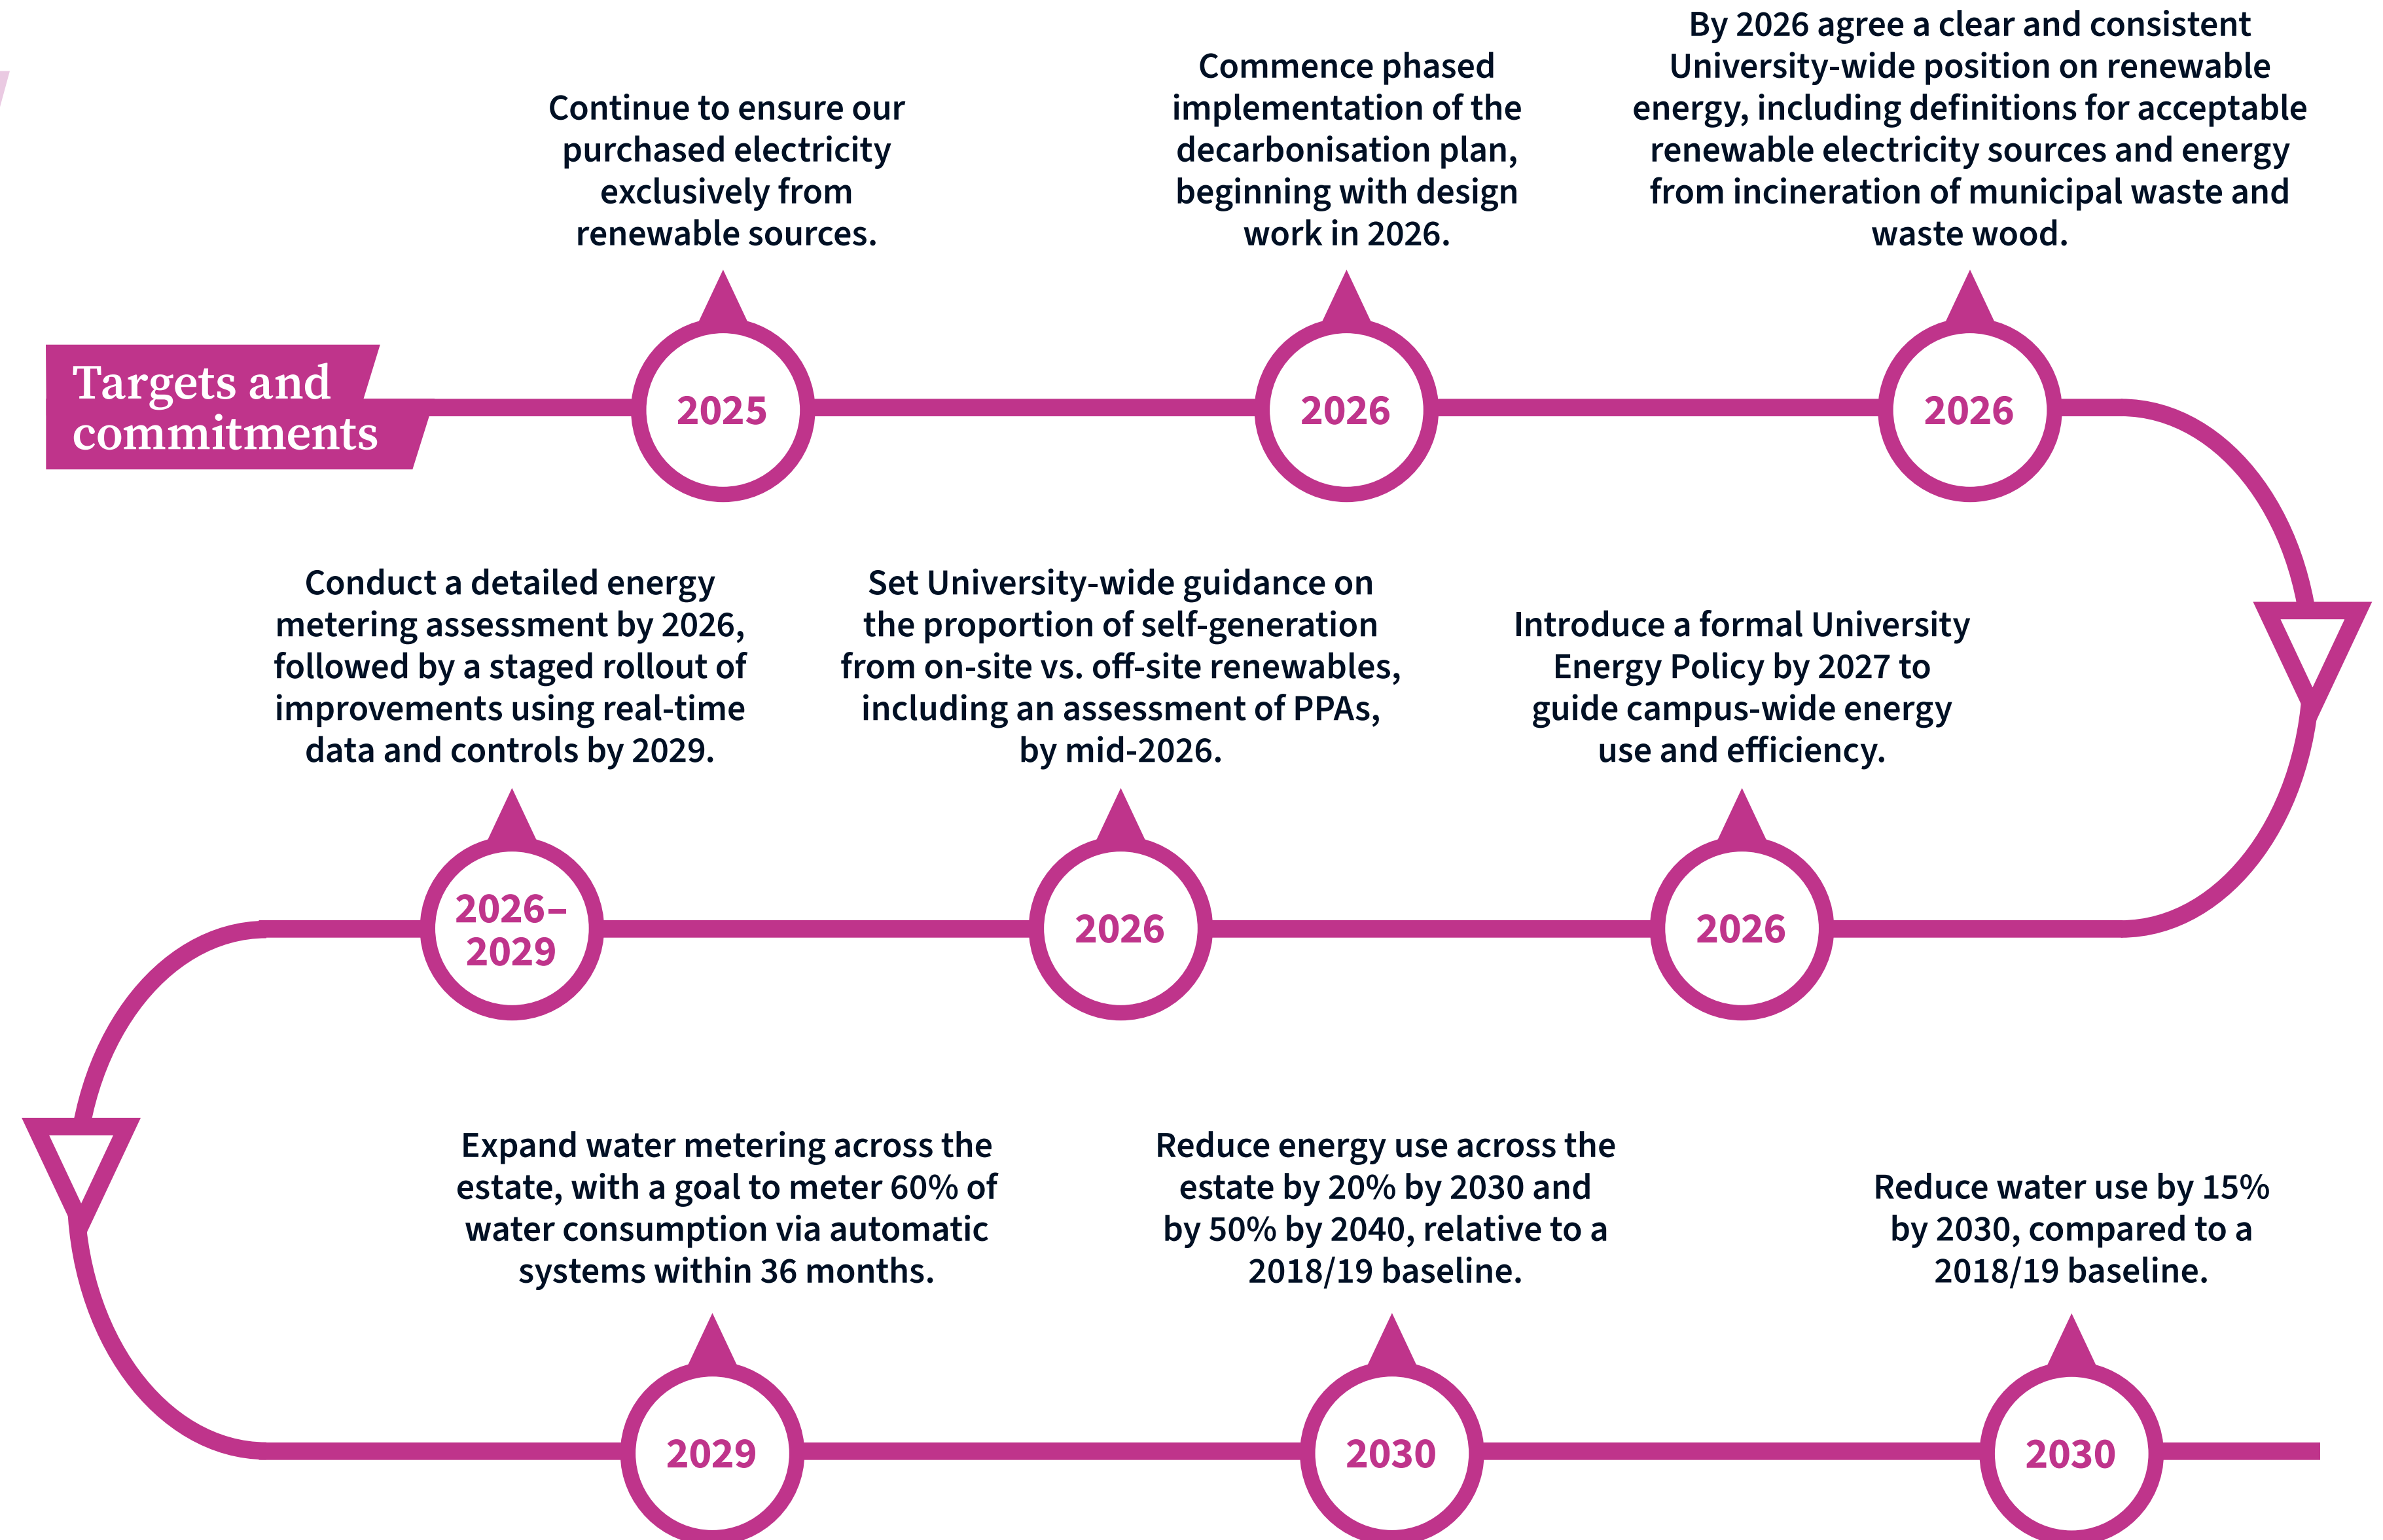 Targets and
commitments
Continue to ensure our
purchased electricity
exclusively from
renewable sources.
2025
Commence phased
implementation of the
decarbonisation plan,
beginning with design
work in 2026.
2026
By 2026 agree a clear and consistent
University-wide position on renewable
energy, including definitions for acceptable
renewable electricity sources and energy
from incineration of municipal waste and
waste wood.
2026
Introduce a formal University
Energy Policy by 2027 to
guide campus-wide energy
use and efficiency.
2026
Set University-wide guidance on
the proportion of self-generation
from on-site vs. off-site renewables,
including an assessment of PPAs,
by mid-2026.
2026
Conduct a detailed energy
metering assessment by 2026,
followed by a staged rollout of
improvements using real-time
data and controls by 2029.
2026–
2029
Expand water metering across the
estate, with a goal to meter 60% of
water consumption via automatic
systems within 36 months.
2029
Reduce energy use across the
estate by 20% by 2030 and
by 50% by 2040, relative to a
2018/19 baseline.
2030
Reduce water use by 15%
by 2030, compared to a
2018/19 baseline.
2030